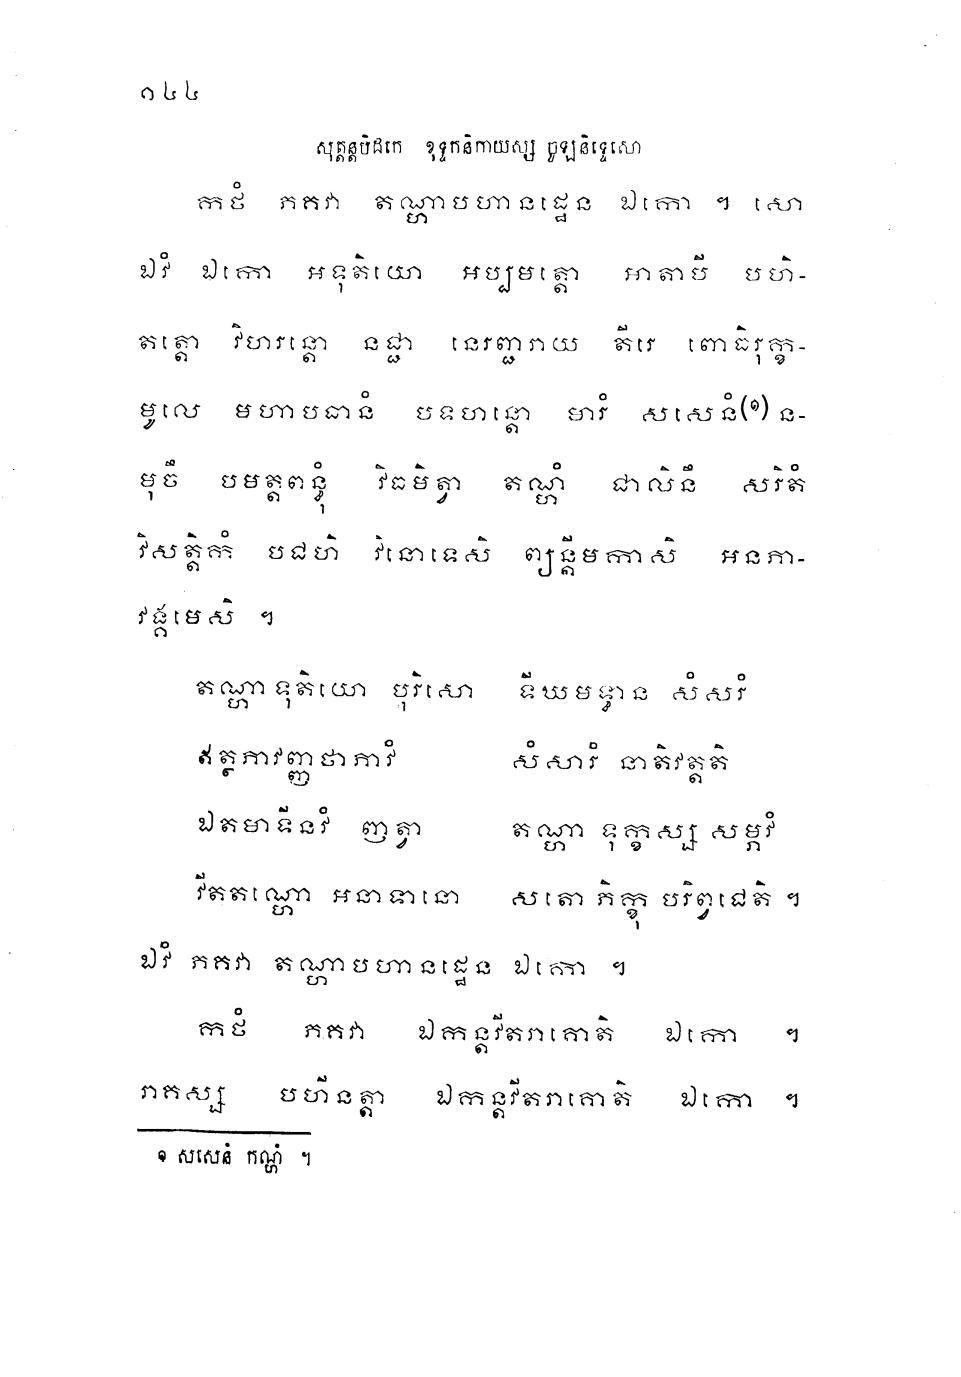 ១៤៤
សុត្តន្តបិដកេ ខុទ្ទកនិកាយស្ស ចូឡនិទ្ទេសោ
កថំ ភគវា តណ្ហាបហានដ្ឋេន ឯកោ ។ សោ
ឯវំ ឯកោ អទុតិយោ អប្បមត្តោ អាតាបី បហិ-
តត្តោ វិហរន្តោ នជ្ជា នេរញ្ជរាយ តីរេ ពោធិរុក្ខ-
មូលេ មហាបធានំ បទហន្តោ មារំ សសេនំ(១) ន-
មុចឹ បមត្តពន្ធុំ វិធមិត្វា តណ្ហំ ជាលិនឹ សរិតំ
វិសត្តិកំ បជហិ វិនោទេសិ ព្យន្តីមកាសិ អនភា-
វង្គមេសិ ។
តណ្ហាទុតិយោ បុរិសោ ទីឃមទ្ធាន សំសរំ
ឥត្ថភាវញ្ញថាភាវំ សំសារំ នាតិវត្តតិ
ឯតមាទីនវំ ញត្វា តណ្ហា ទុក្ខស្ស សម្ភវំ
វីតតណ្ហោ អនាទានោ សតោ ភិក្ខុ បរិព្វជេតិ ។
ឯវំ ភគវា តណ្ហាបហានដ្ឋេន ឯកោ ។
កថំ ភគវា ឯកន្តវីតរាគោតិ ឯកោ ។
រាគស្ស បហីនត្តា ឯកន្តវីតរាគោតិ ឯកោ ។
១ សសេនំ កណ្ហំ ។